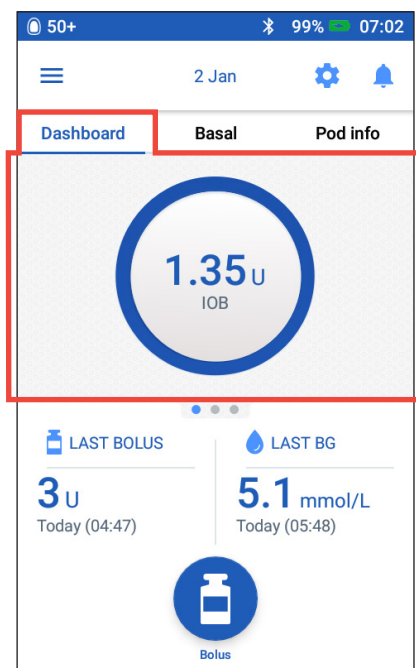 50+ 99% 07:02
2 Jan
Dashboard Basal Pod info
1.35 U
IOB
LAST BOLUS LAST BG
3 U 5.1 mmol/L
Today (04:47) Today (05:48)
Bolus